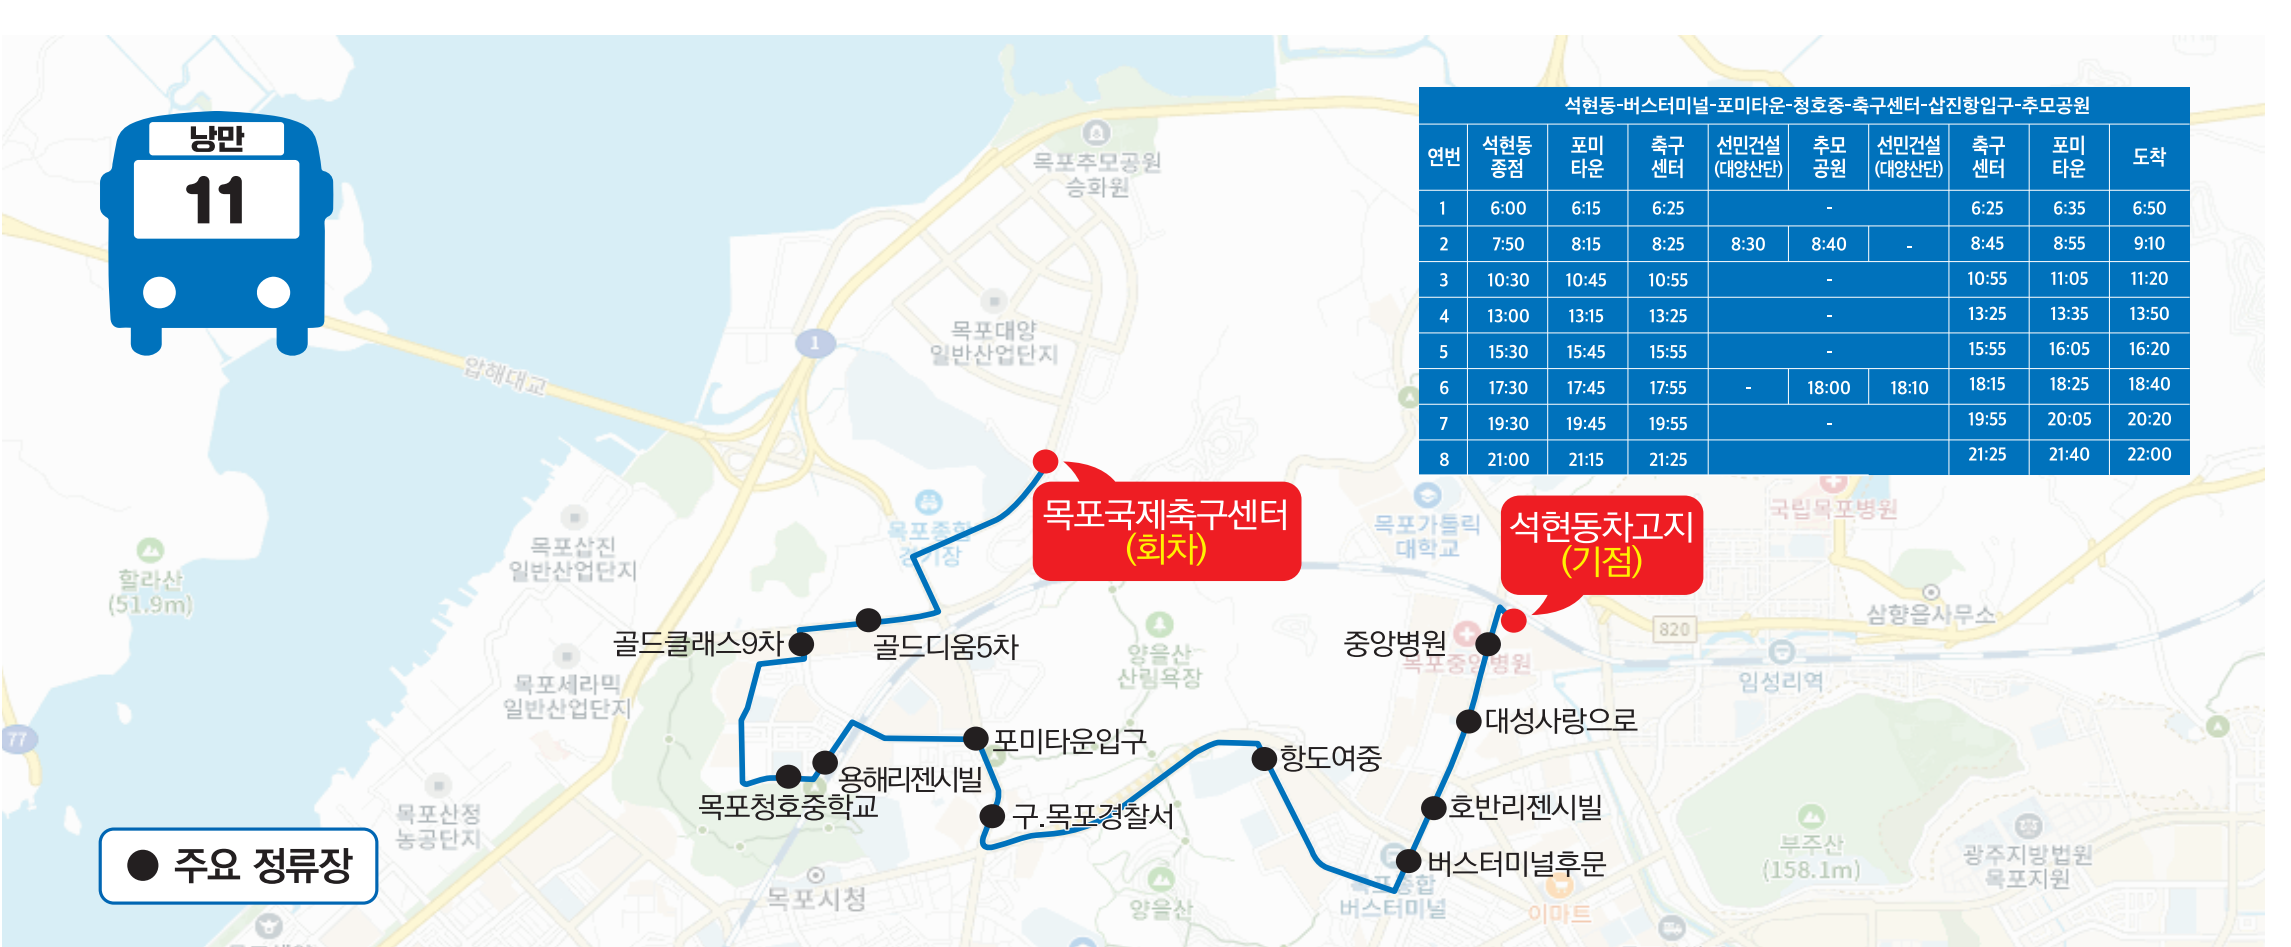 낭만
11
석현동-버스터미널-포미타운-청호중-축구센터-삽진항입구-추모공원
연번 석현동 종점 포미 타운 축구 센터 선민건설 (대양산단) 추모 공원 선민건설 (대양산단) 축구 센터 포미 타운 도착
1 6:00 6:15 6:25 - 6:25 6:35 6:50
2 7:50 8:15 8:25 8:30 8:40 - 8:45 8:55 9:10
3 10:30 10:45 10:55 - 10:55 11:05 11:20
4 13:00 13:15 13:25 - 13:25 13:35 13:50
5 15:30 15:45 15:55 - 15:55 16:05 16:20
6 17:30 17:45 17:55 - 18:00 18:10 18:15 18:25 18:40
7 19:30 19:45 19:55 - 19:55 20:05 20:20
8 21:00 21:15 21:25 21:25 21:40 22:00
목포추모공원
승화원
목포대양
일반산업단지
1
압해대교
목포국제축구센터
(회차)
석현동차고지
(기점)
국립목포병원
목포가톨릭
대학교
목포종합
경기장
목포삽진
일반산업단지
할라산
(51.9m)
삼향읍사무소
820
골드클래스9차
골드디움5차
양을산
산림욕장
중앙병원
목포중앙병원
임성리역
목포세라믹
일반산업단지
77
대성사랑으로
포미타운입구
항도여중
용해리젠시빌
목포청호중학교
구.목포경찰서
호반리젠시빌
목포산정
농공단지
부주산
(158.1m)
광주지방법원
목포지원
버스터미널후문
주요 정류장
목포시청
양을산
목포종합
버스터미널
이마트